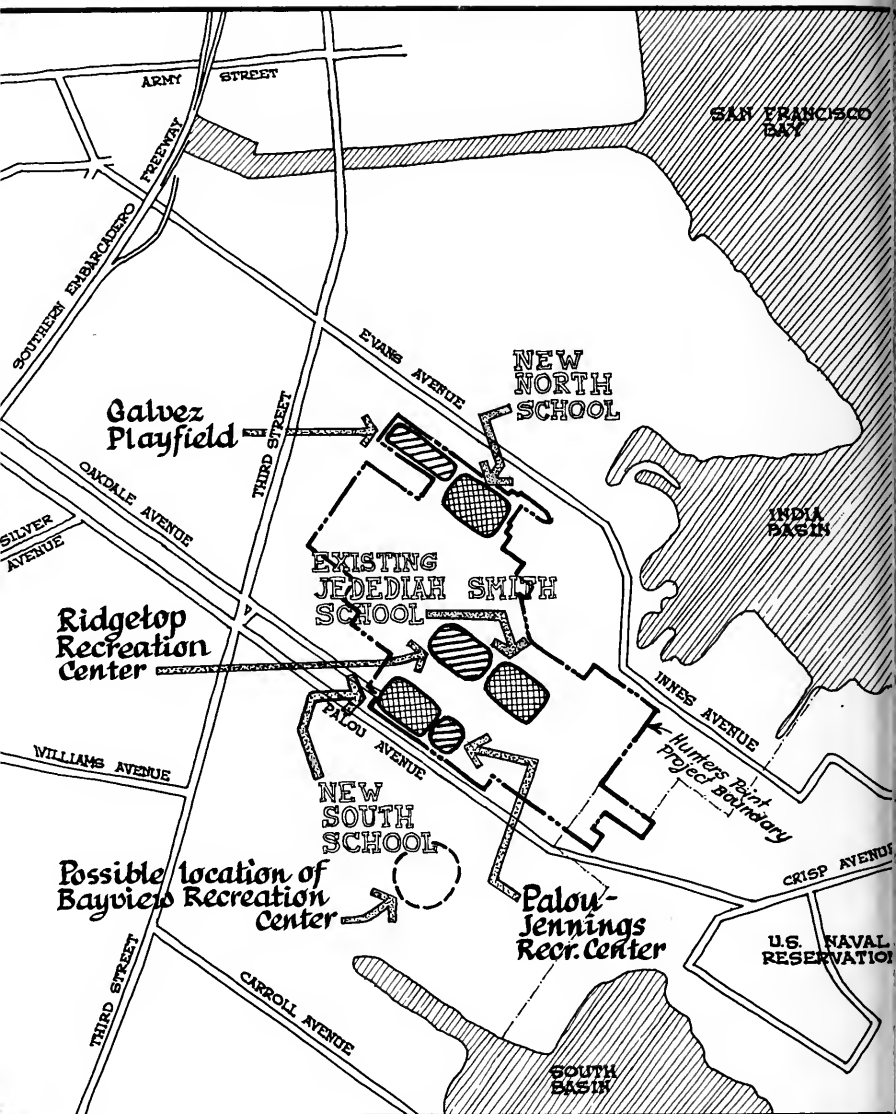 ARMY STREET
SAN FRANCISCO
BAY
SOUTHERN EMBARCADERO FREEWAY
EVANS AVENUE
NEW
NORTH
SCHOOL
Galvez
Playfield
THIRD STREET
OAKDALE AVENUE
SILVER
AVENUE
INDIA
BASIN
EXISTING
JEDEDIAH SMITH
SCHOOL
Ridgetop
Recreation
Center
INNES AVENUE
PALOU AVENUE
Hunters Point
Project Boundary
WILLIAMS AVENUE
NEW
SOUTH
SCHOOL
Possible location of
Bayview Recreation
Center
CRISP AVENUE
Palou-
Jennings
Recr. Center
U.S. NAVAL
RESERVATION
THIRD STREET
CARROLL AVENUE
SOUTH
BASIN